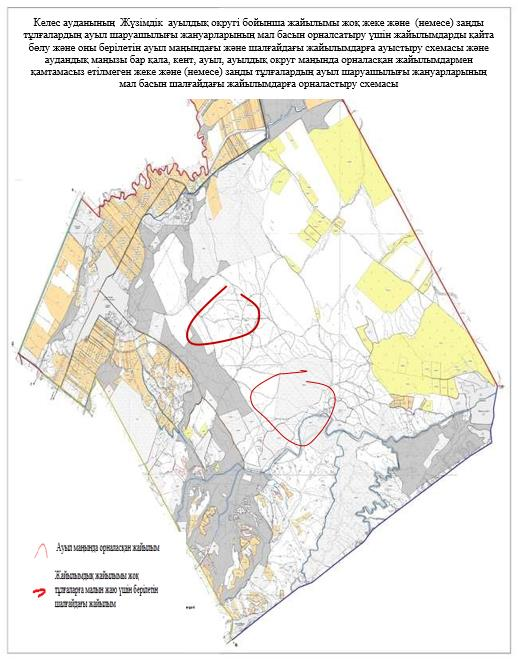 Келес ауданының Жүзімдік ауылдық округі бойынша жайылымы жоқ жеке және (немесе) заңды
тұлғалардың ауыл шаруашылығы жануарларының мал басын орналсатыру үшін жайылымдарды қайта
бөлу және оны берілетін ауыл маңындағы және шалғайдағы жайылымдарға ауыстыру схемасы және
аудандық маңызы бар қала, кент, ауыл, ауылдық округ маңында орналасқан жайылымдармен
қамтамасыз етілмеген жеке және (немесе) заңды тұлғалардың ауыл шаруашылығы жануарларының
мал басын шалғайдағы жайылымдарға орналастыру схемасы
Ауыл маңында орналасқан жайылым
Жайылымдық жайылымы жоқ
тұлғаларға малын жаю үшін берілетін
шалғайдағы жайылым